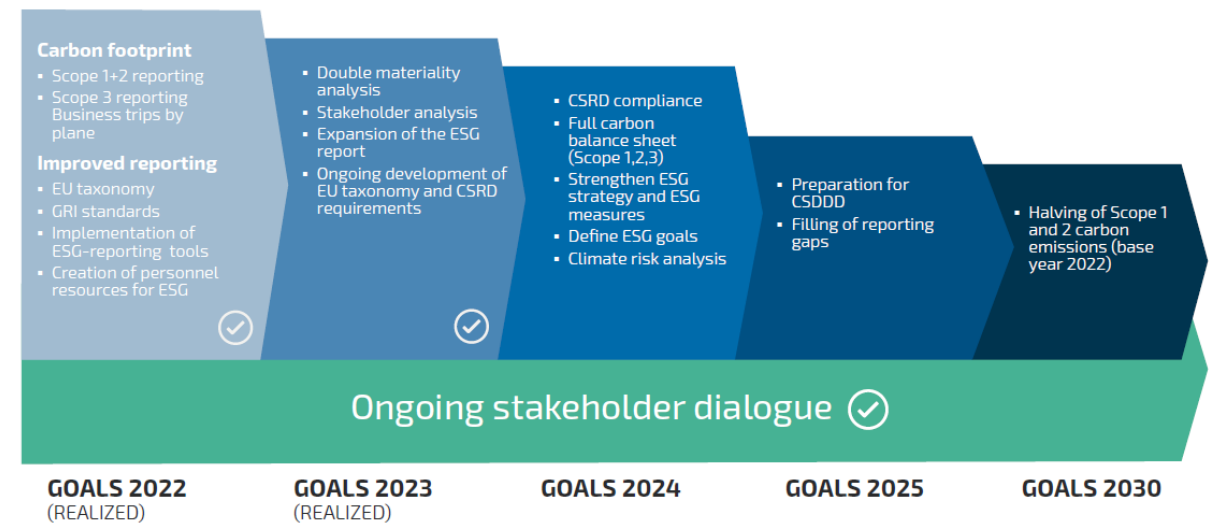 Carbon footprint
▪ Scope 1+2 reporting
▪ Scope 3 reporting
Business trips by
plane
Improved reporting
▪ EU taxonomy
▪ GRI standards
▪ Implementation of
ESG-reporting tools
▪ Creation of personnel
resources for ESG
▪ Double materiality
analysis
▪ Stakeholder analysis
▪ Expansion of the ESG
report
▪ Ongoing development of
EU taxonomy and CSRD
requirements
▪ CSRD compliance
▪ Full carbon
balance sheet
(Scope 1,2,3)
▪ Strengthen ESG
strategy and ESG
measures
▪ Define ESG goals
▪ Climate risk analysis
▪ Preparation for
CSDDD
▪ Filling of reporting
gaps
▪ Halving of Scope 1
and 2 carbon
emissions (base
year 2022)
Ongoing stakeholder dialogue
GOALS 2022
(REALIZED)
GOALS 2023
(REALIZED)
GOALS 2024
GOALS 2025
GOALS 2030